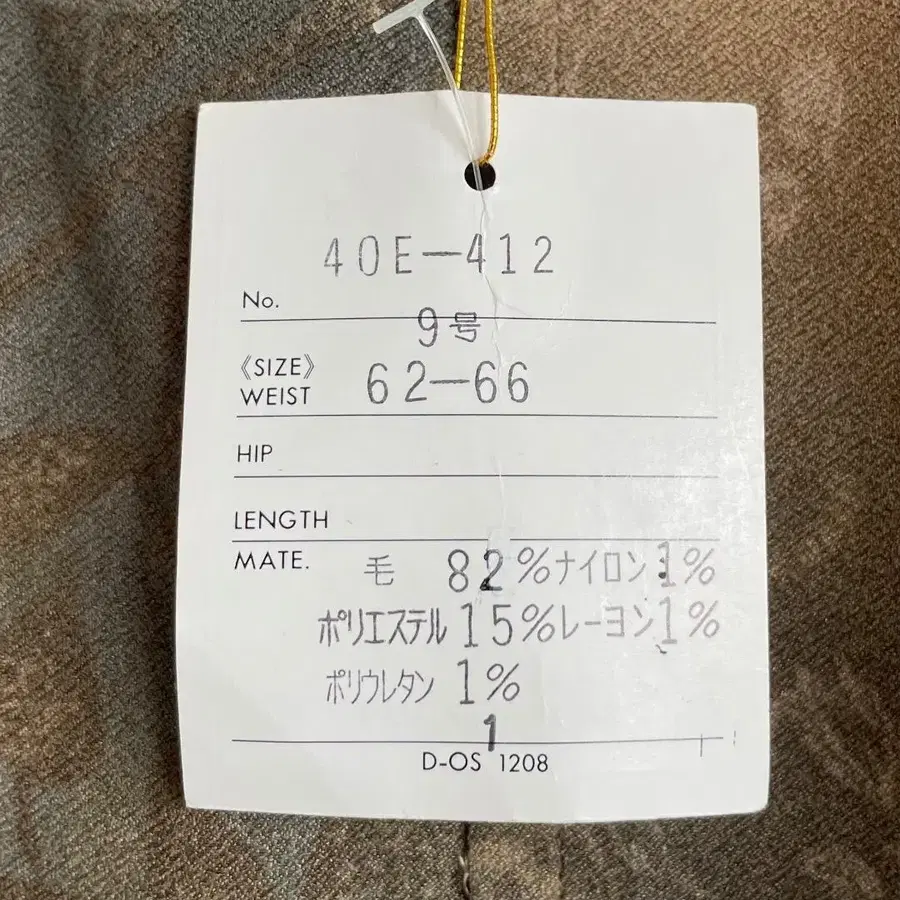 40E—412
No.
9号
《SIZE》
WEIST 62—66
HIP
LENGTH
MATE. 毛 82%ナイロン1%
ポリエステル15%レーヨン1%
ポリウレタン 1%
1
D-OS 1208